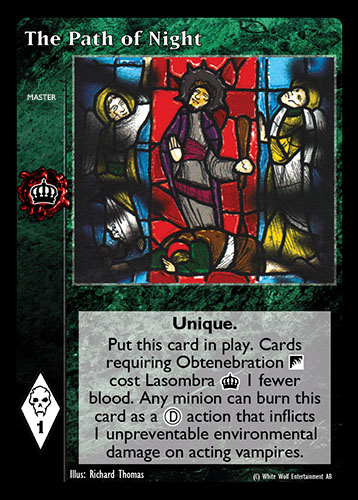 The Path of Night
MASTER
Unique.
Put this card in play. Cards
requiring Obtenebration
cost Lasombra 1 fewer
blood. Any minion can burn this
card as a D action that inflicts
1 unpreventable environmental
damage on acting vampires.
1
Illus: Richard Thomas
(C) White Wolf Entertainment AB